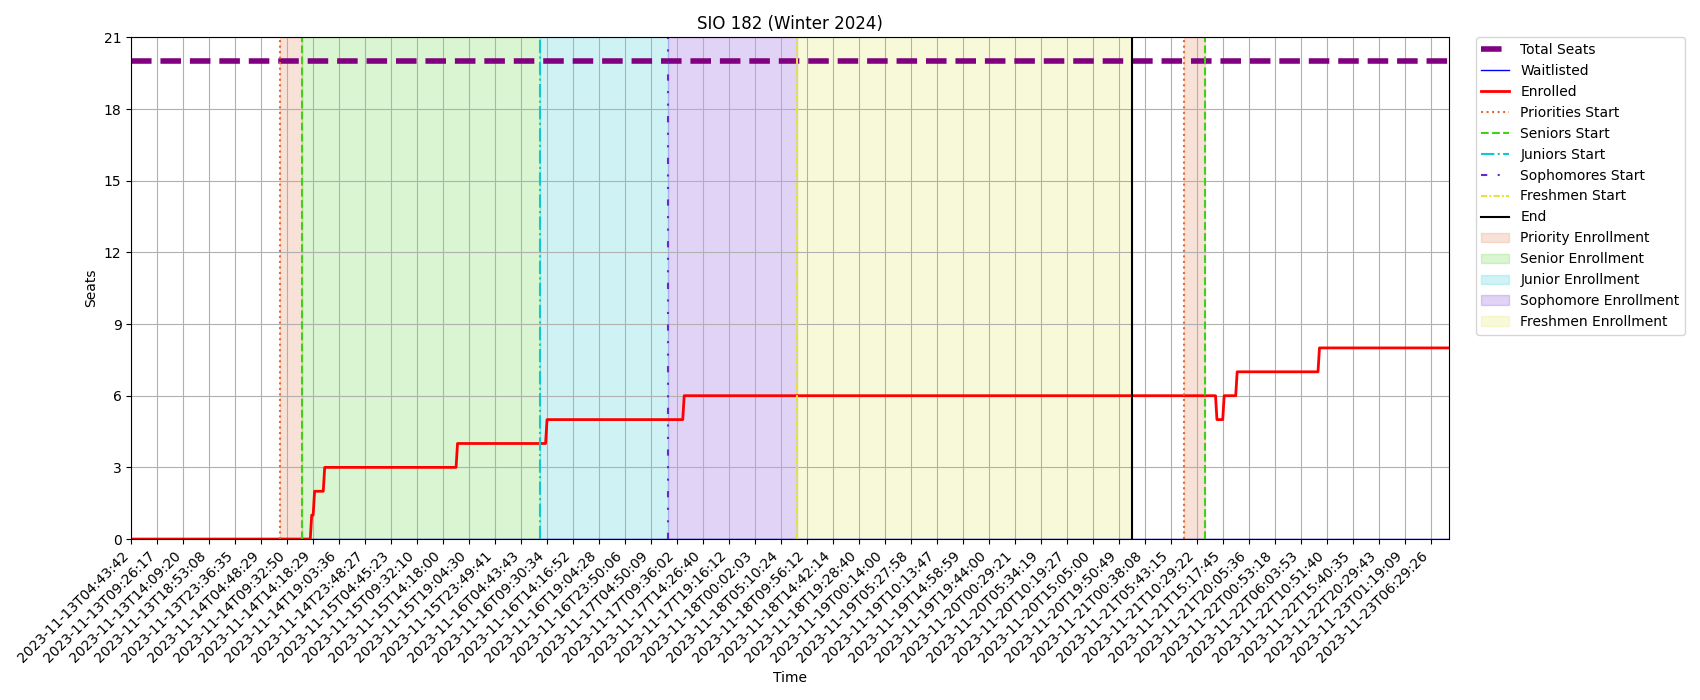 SIO 182 (Winter 2024)
21
18
15
12
9
6
3
0
Seats
2023-11-13T04:43:42
2023-11-13T09:26:17
2023-11-13T14:09:20
2023-11-13T18:53:08
2023-11-13T23:36:35
2023-11-14T04:48:29
2023-11-14T09:32:50
2023-11-14T14:18:29
2023-11-14T19:03:36
2023-11-14T23:48:27
2023-11-15T04:45:23
2023-11-15T09:32:10
2023-11-15T14:18:00
2023-11-15T19:04:30
2023-11-15T23:49:41
2023-11-16T04:43:43
2023-11-16T09:30:34
2023-11-16T14:16:52
2023-11-16T19:04:28
2023-11-16T23:50:06
2023-11-17T04:50:09
2023-11-17T09:36:02
2023-11-17T14:26:40
2023-11-17T19:16:12
2023-11-18T00:02:03
2023-11-18T05:10:24
2023-11-18T09:56:12
2023-11-18T14:42:14
2023-11-18T19:28:40
2023-11-19T00:14:00
2023-11-19T05:27:58
2023-11-19T10:13:47
2023-11-19T14:58:59
2023-11-19T19:44:00
2023-11-20T00:29:21
2023-11-20T05:34:19
2023-11-20T10:19:27
2023-11-20T15:05:00
2023-11-20T19:50:49
2023-11-21T00:38:08
2023-11-21T05:43:15
2023-11-21T10:29:22
2023-11-21T15:17:45
2023-11-21T20:05:36
2023-11-22T00:53:18
2023-11-22T06:03:53
2023-11-22T10:51:40
2023-11-22T15:40:35
2023-11-22T20:29:43
2023-11-23T01:19:09
2023-11-23T06:29:26
Time
Total Seats
Waitlisted
Enrolled
Priorities Start
Seniors Start
Juniors Start
Sophomores Start
Freshmen Start
End
Priority Enrollment
Senior Enrollment
Junior Enrollment
Sophomore Enrollment
Freshmen Enrollment